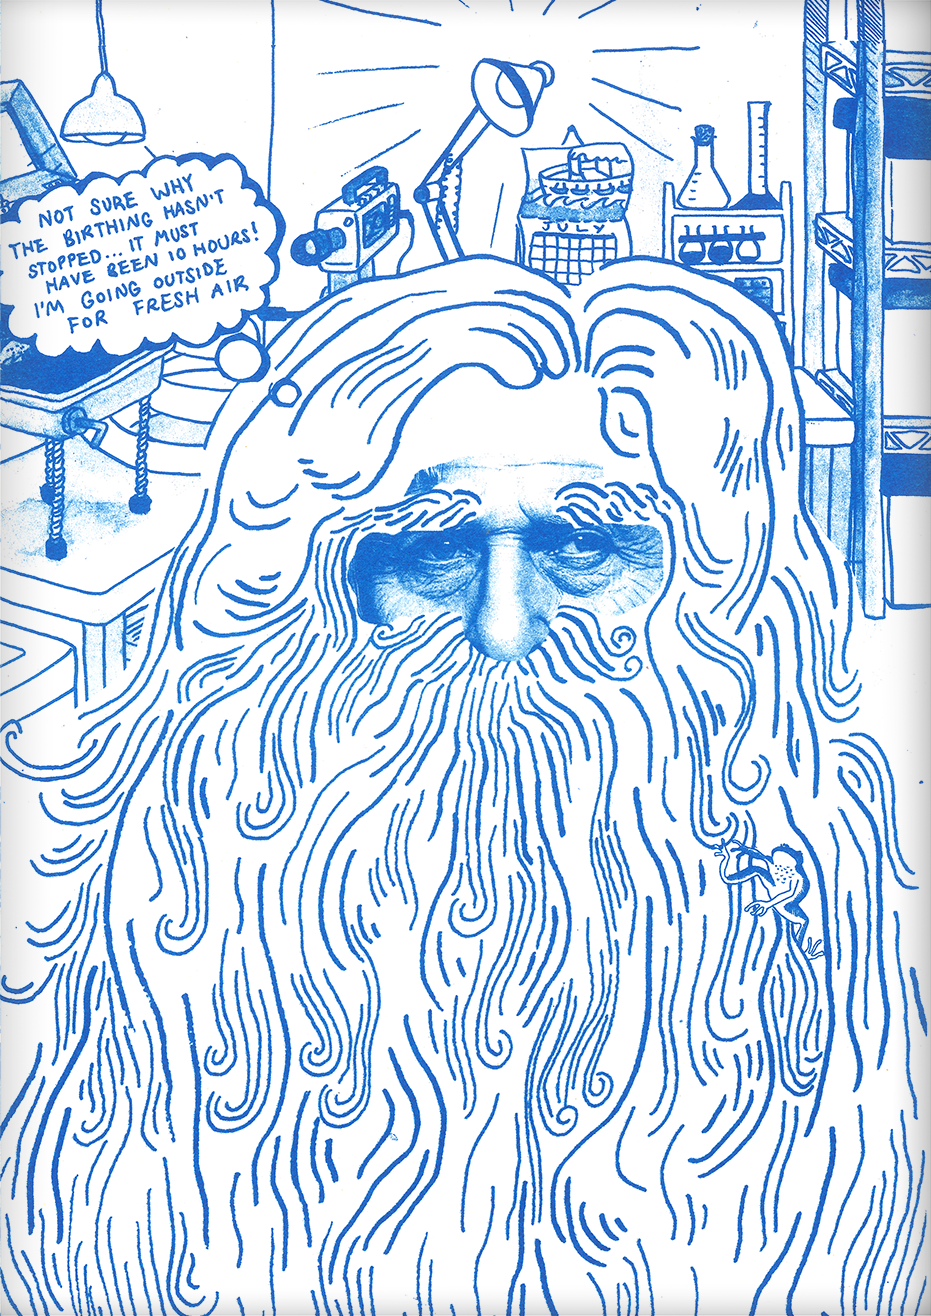 NOT SURE WHY
THE BIRTHING HASN'T
STOPPED... IT MUST
HAVE BEEN 10 HOURS!
I'M GOING OUTSIDE
FOR FRESH AIR
JULY